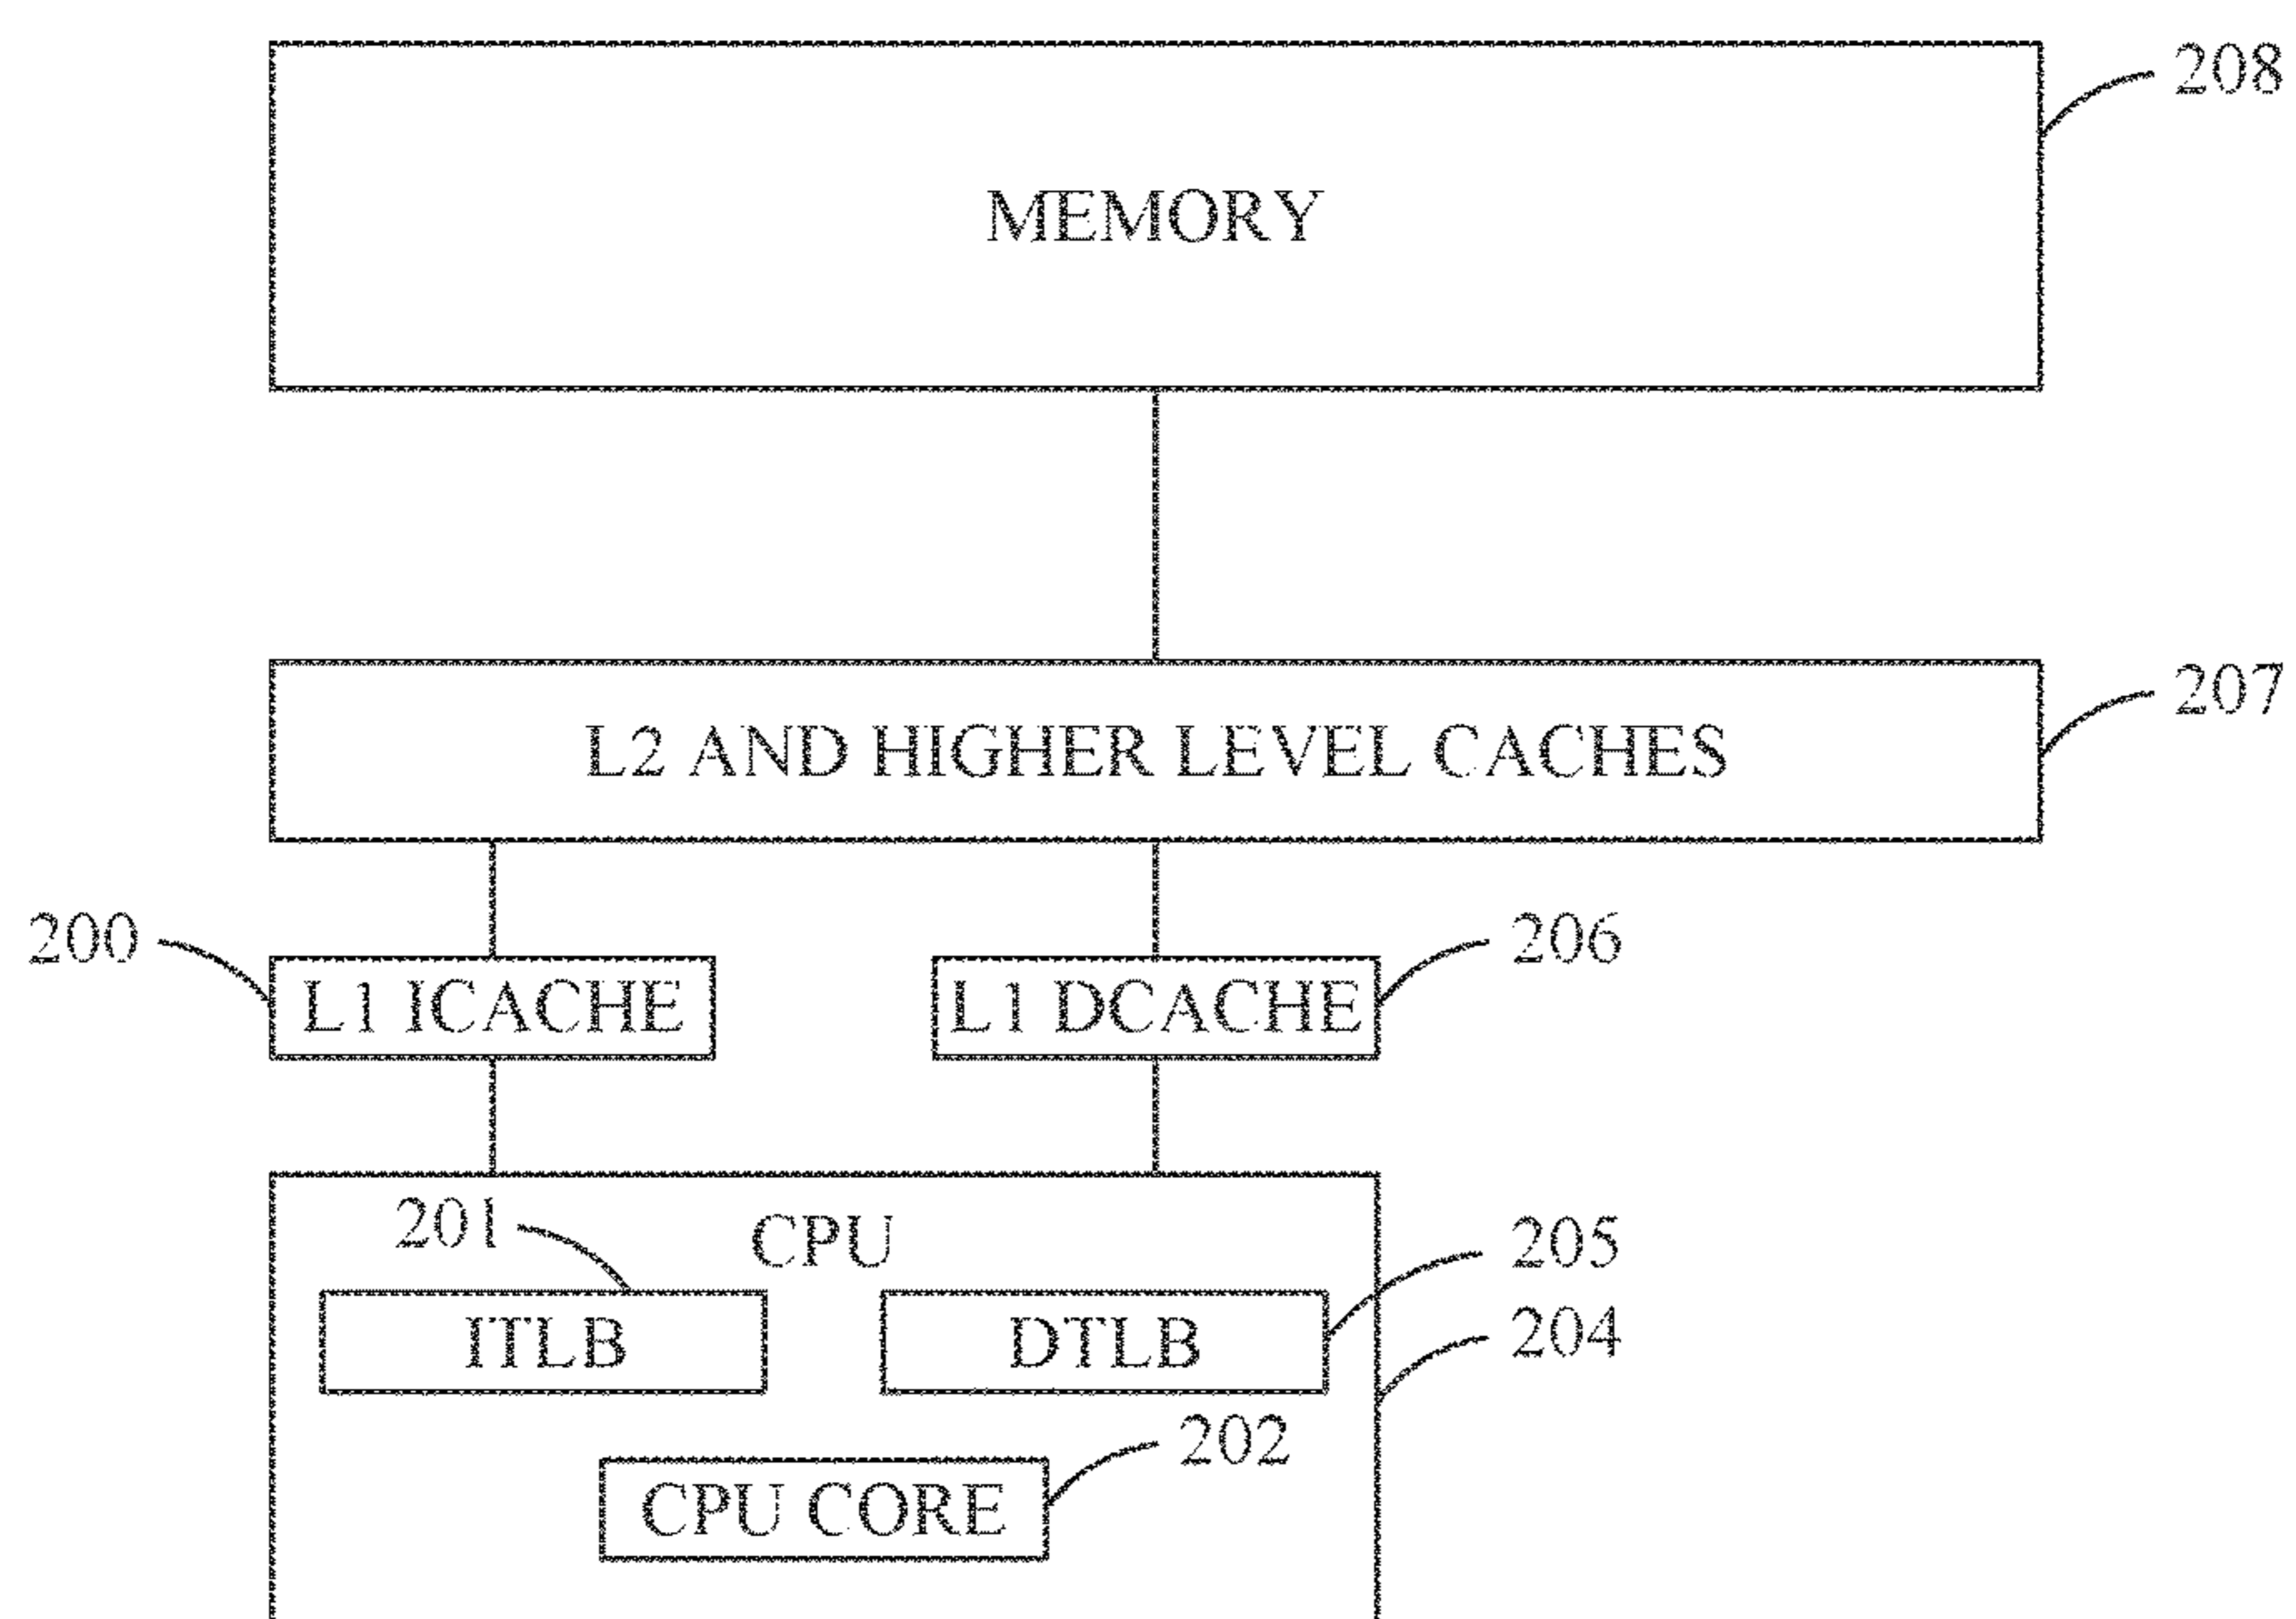 208
MEMORY
207
L2 AND HIGHER LEVEL CACHES
200
206
L1 ICACHE
L1 DCACHE
201
CPU
205
ITLB
DTLB
204
202
CPU CORE